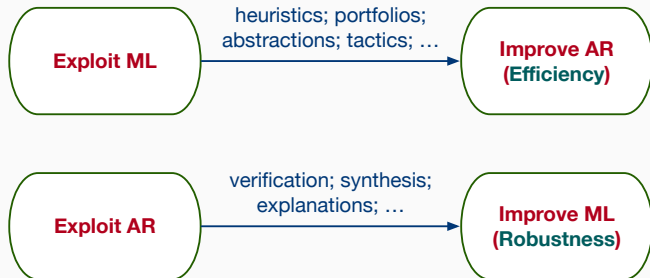 heuristics; portfolios;
abstractions; tactics; …
Exploit ML
Improve AR
(Efficiency)
verification; synthesis;
explanations; …
Exploit AR
Improve ML
(Robustness)